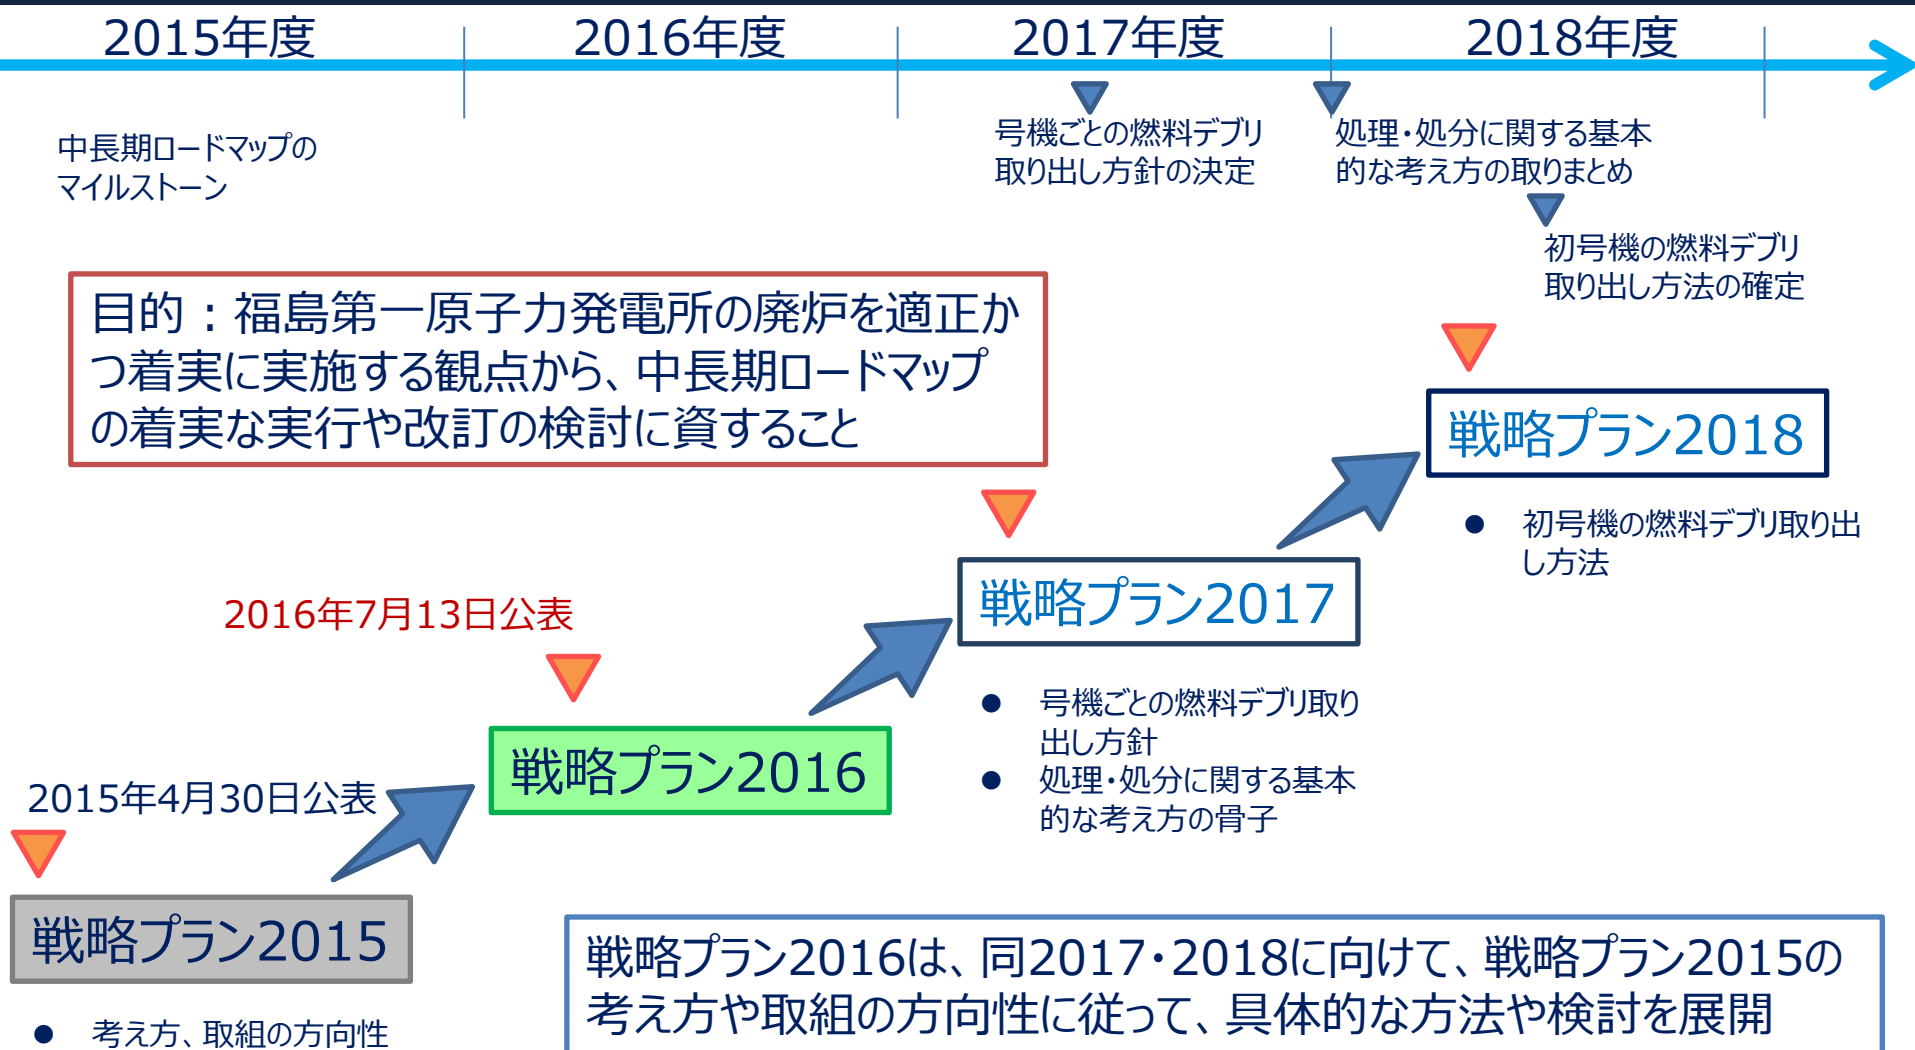 2015年度
2016年度
2017年度
2018年度
中長期ロードマップの
マイルストーン
号機ごとの燃料デブリ
取り出し方針の決定
処理・処分に関する基本
的な考え方の取りまとめ
初号機の燃料デブリ
取り出し方法の確定
目的：福島第一原子力発電所の廃炉を適正か
つ着実に実施する観点から、中長期ロードマップ
の着実な実行や改訂の検討に資すること
戦略プラン2018
● 初号機の燃料デブリ取り出
し方法
戦略プラン2017
● 号機ごとの燃料デブリ取り
出し方針
● 処理・処分に関する基本
的な考え方の骨子
2016年7月13日公表
戦略プラン2016
2015年4月30日公表
戦略プラン2015
● 考え方、取組の方向性
戦略プラン2016は、同2017・2018に向けて、戦略プラン2015の
考え方や取組の方向性に従って、具体的な方法や検討を展開